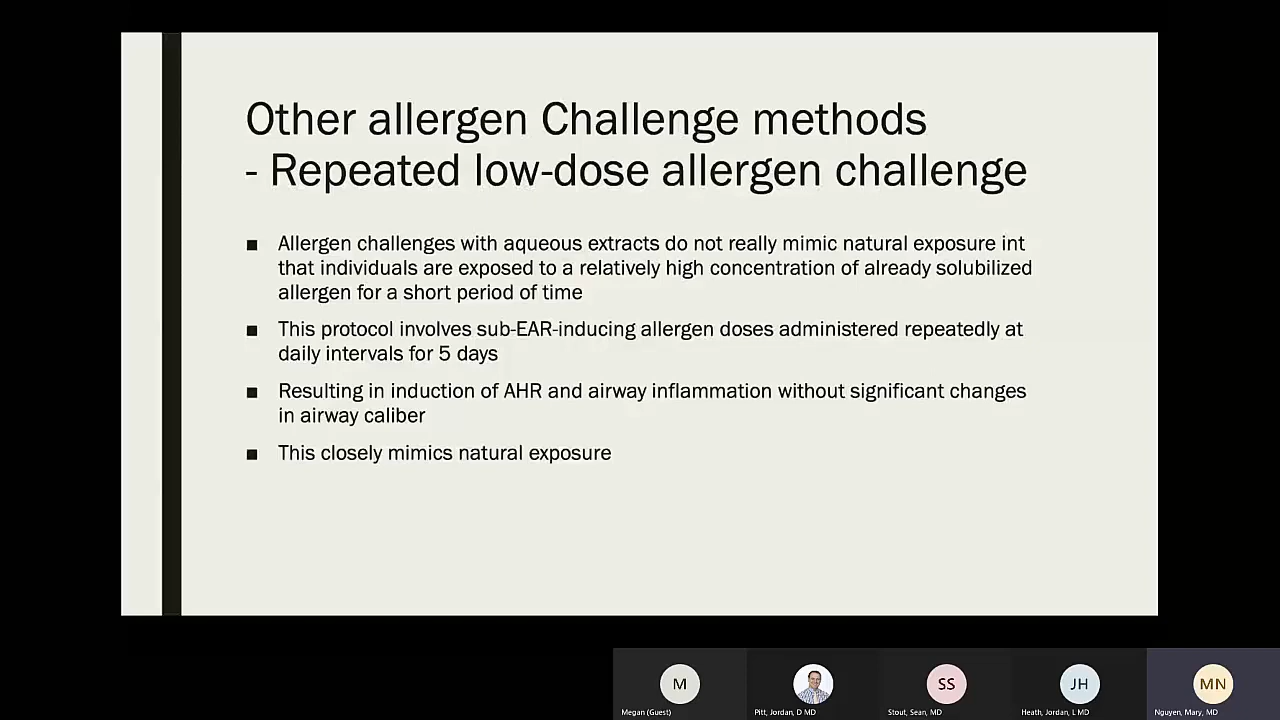 Other allergen Challenge methods
- Repeated low-dose allergen challenge
■ Allergen challenges with aqueous extracts do not really mimic natural exposure int
that individuals are exposed to a relatively high concentration of already solubilized
allergen for a short period of time
■ This protocol involves sub-EAR-inducing allergen doses administered repeatedly at
daily intervals for 5 days
■ Resulting in induction of AHR and airway inflammation without significant changes
in airway caliber
■ This closely mimics natural exposure
M
SS
JH
MN
Megan (Guest)
Pitt, Jordan, D MD
Stout, Sean, MD
Heath, Jordan, L MD
Nguyen, Mary, MD